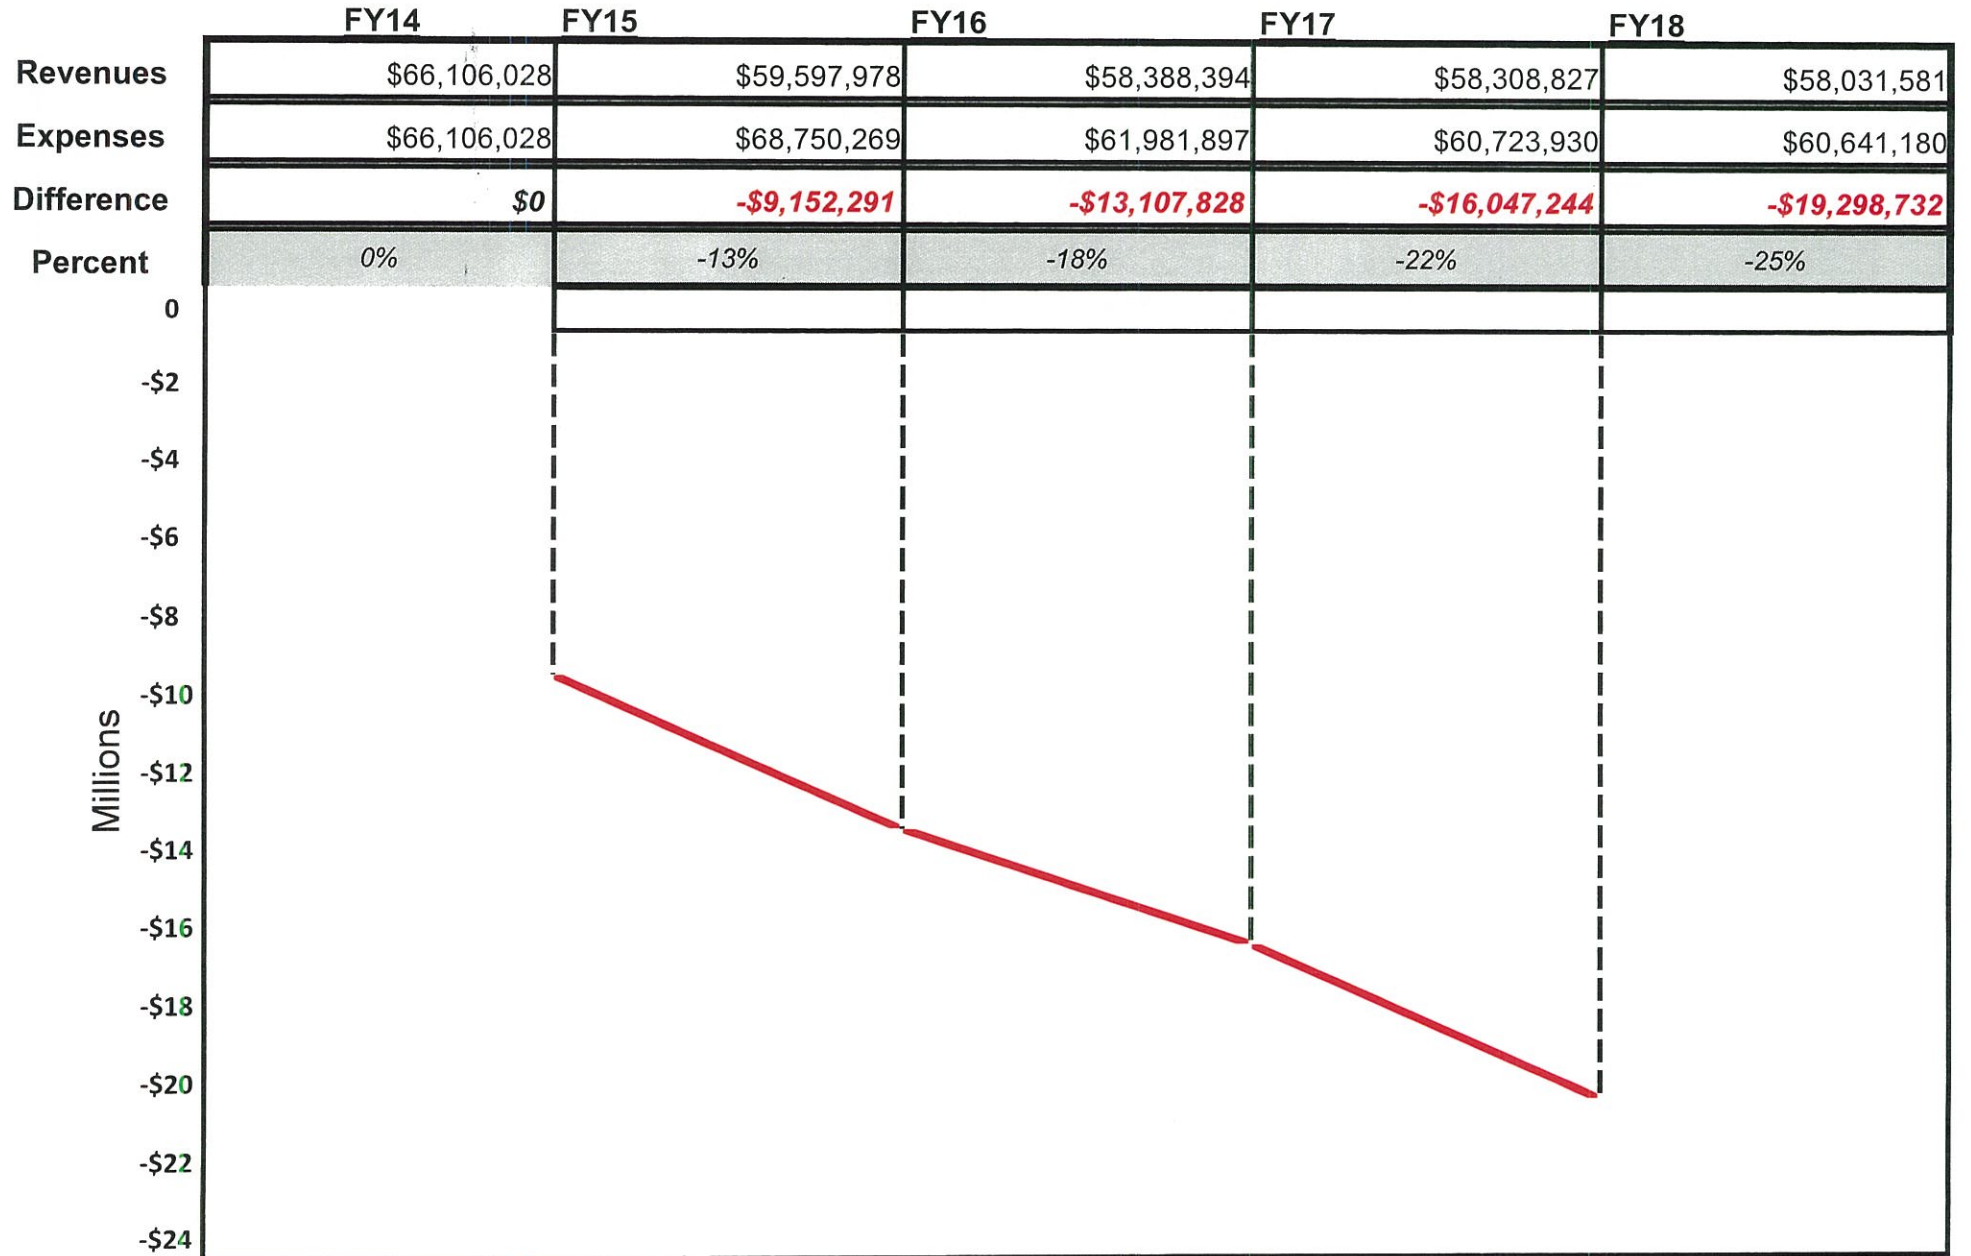 FY14 FY15 FY16 FY17 FY18
Revenues $66,106,028 $59,597,978 $58,388,394 $58,308,827 $58,031,581
Expenses $66,106,028 $68,750,269 $61,981,897 $60,723,930 $60,641,180
Difference $0 -$9,152,291 -$13,107,828 -$16,047,244 -$19,298,732
Percent 0% -13% -18% -22% -25%
0
-$2
-$4
-$6
-$8
-$10
-$12
Millions
-$14
-$16
-$18
-$20
-$22
-$24